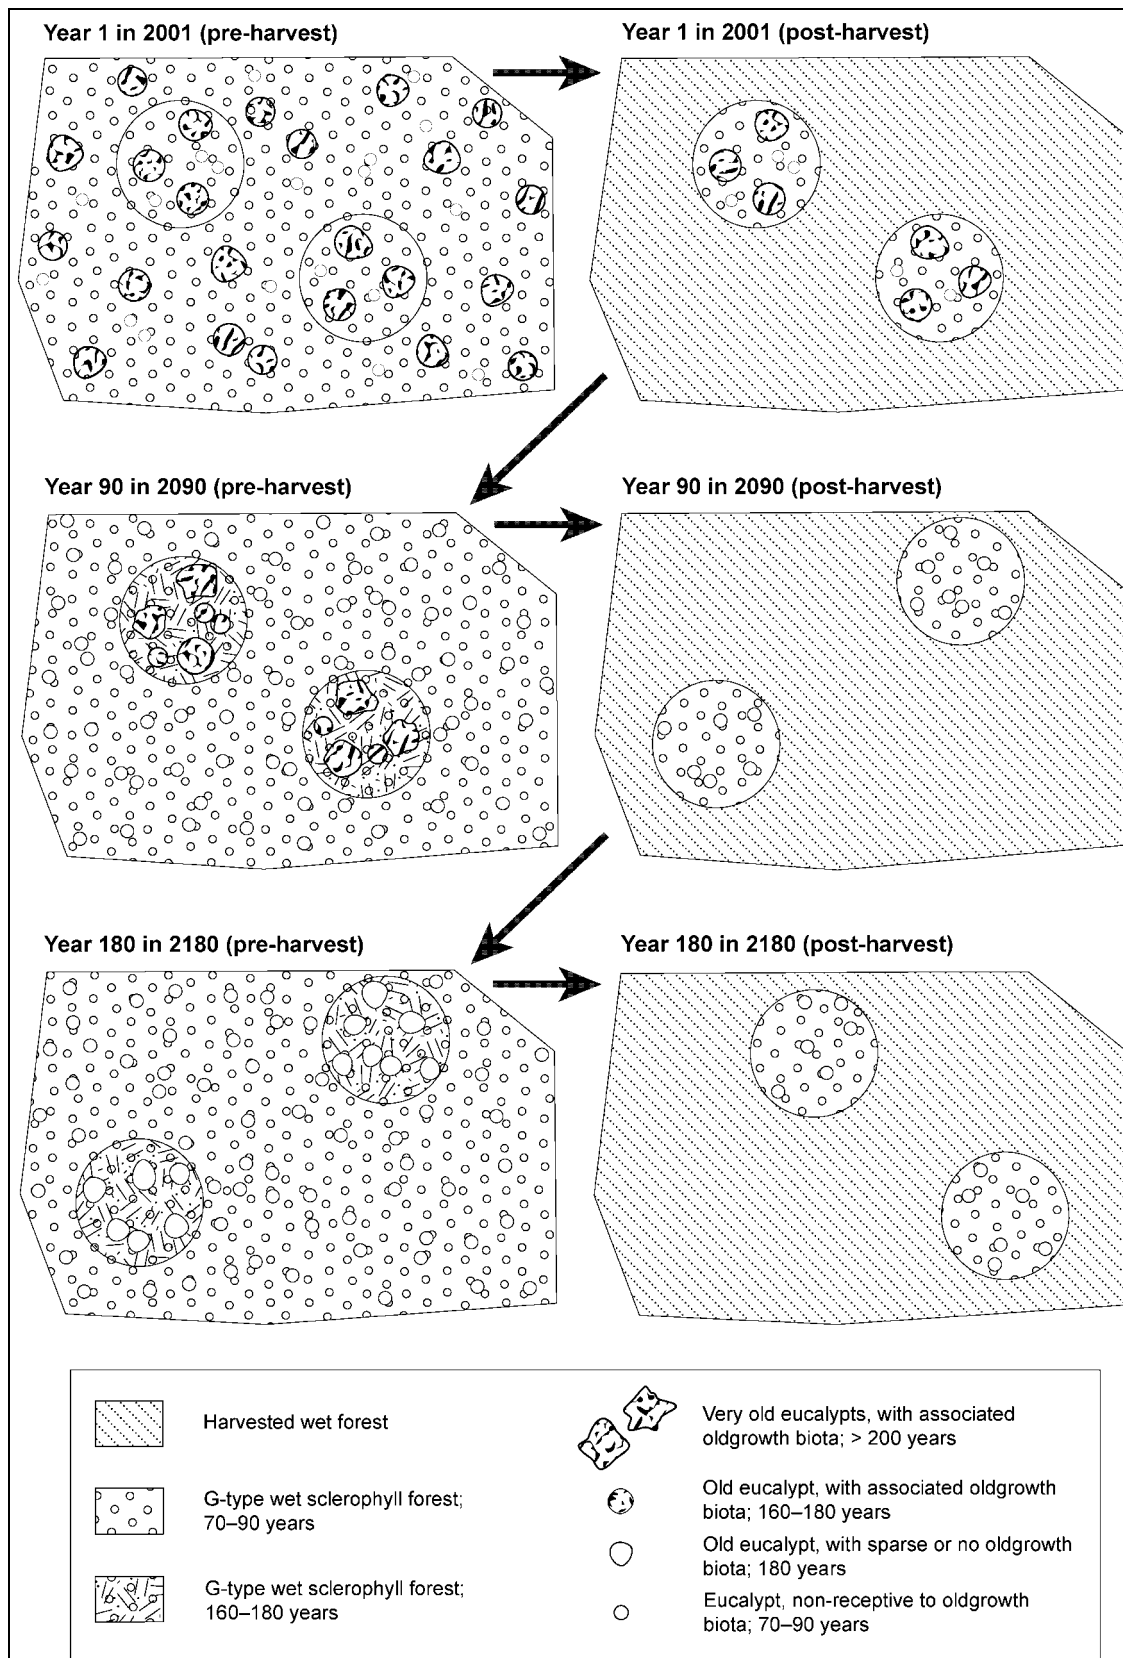 Year 1 in 2001 (pre-harvest)
Year 1 in 2001 (post-harvest)
Year 90 in 2090 (pre-harvest)
Year 90 in 2090 (post-harvest)
Year 180 in 2180 (pre-harvest)
Year 180 in 2180 (post-harvest)
Harvested wet forest
G-type wet sclerophyll forest;
70–90 years
G-type wet sclerophyll forest;
160–180 years
Very old eucalypts, with associated
oldgrowth biota; > 200 years
Old eucalypt, with associated oldgrowth
biota; 160–180 years
Old eucalypt, with sparse or no oldgrowth
biota; 180 years
Eucalypt, non-receptive to oldgrowth
biota; 70–90 years